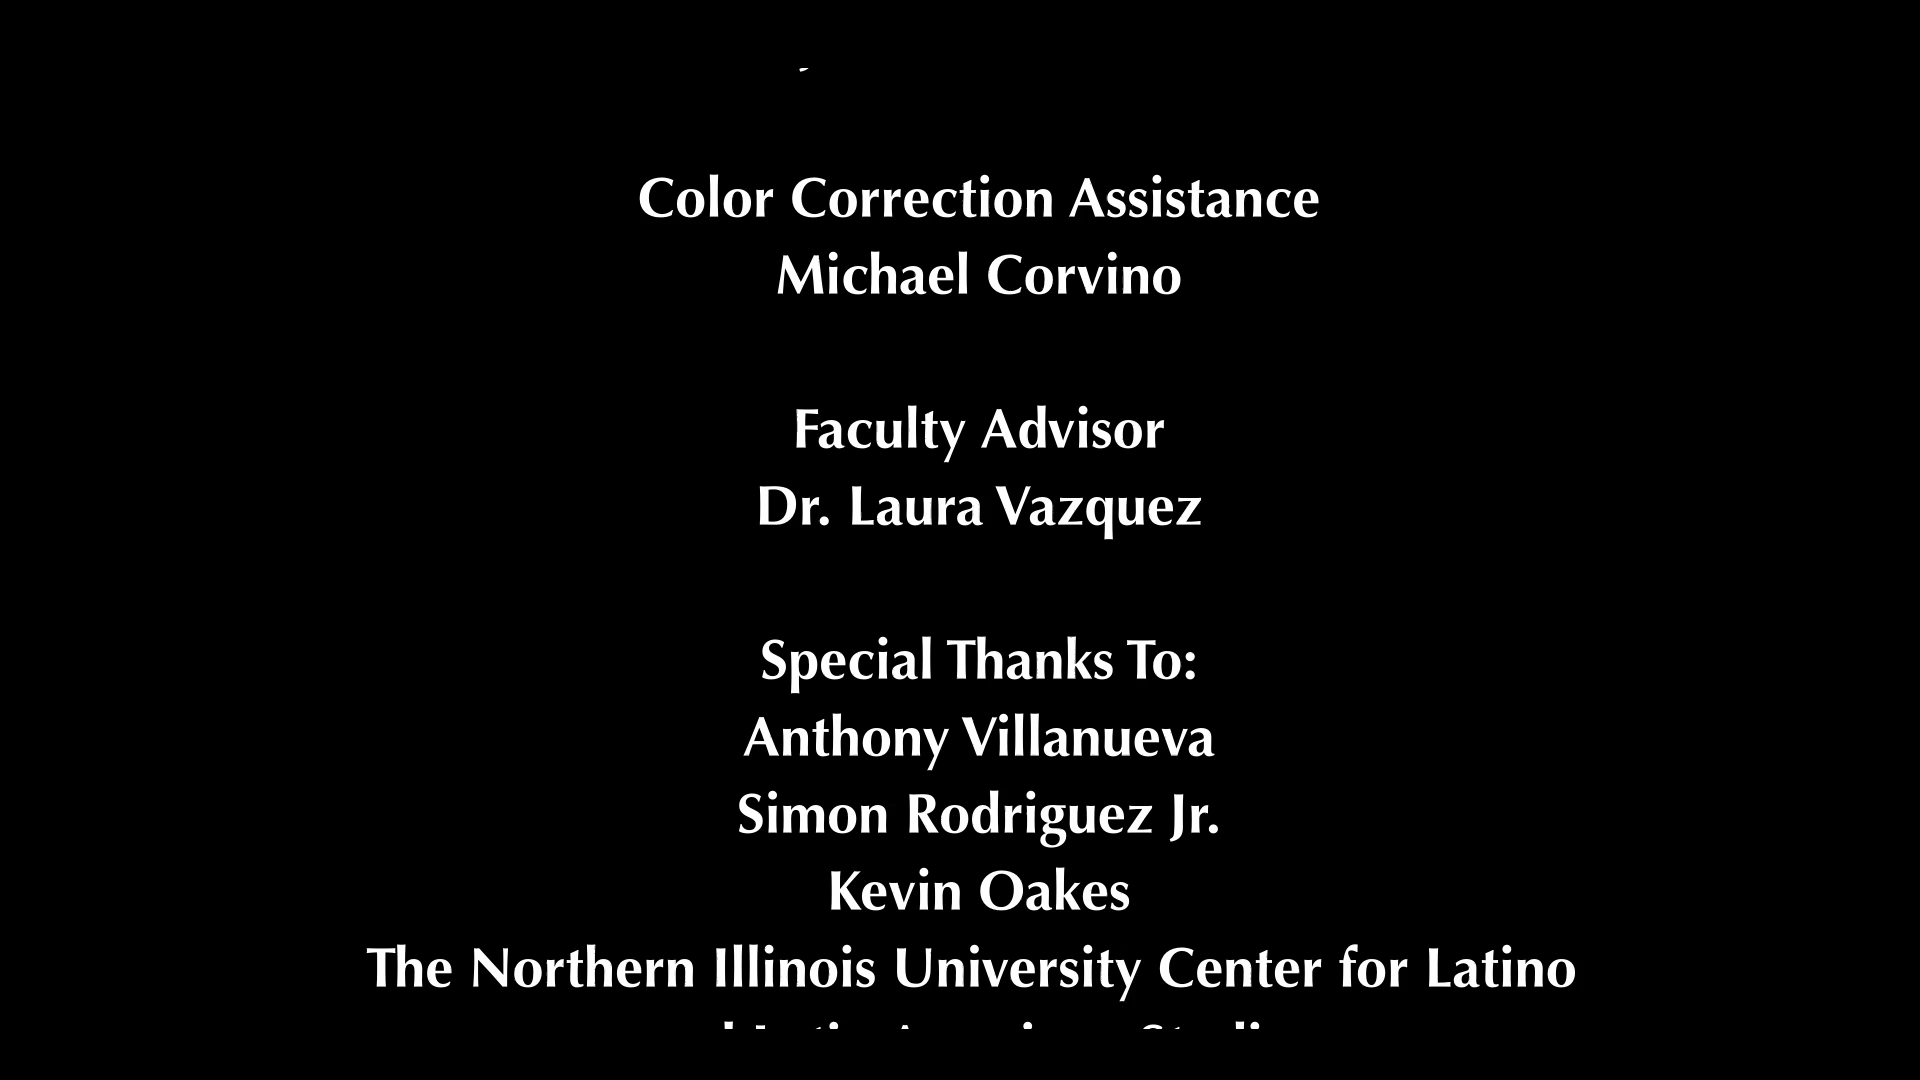 Color Correction Assistance
Michael Corvino
Faculty Advisor
Dr. Laura Vazquez
Special Thanks To:
Anthony Villanueva
Simon Rodriguez Jr.
Kevin Oakes
The Northern Illinois University Center for Latino